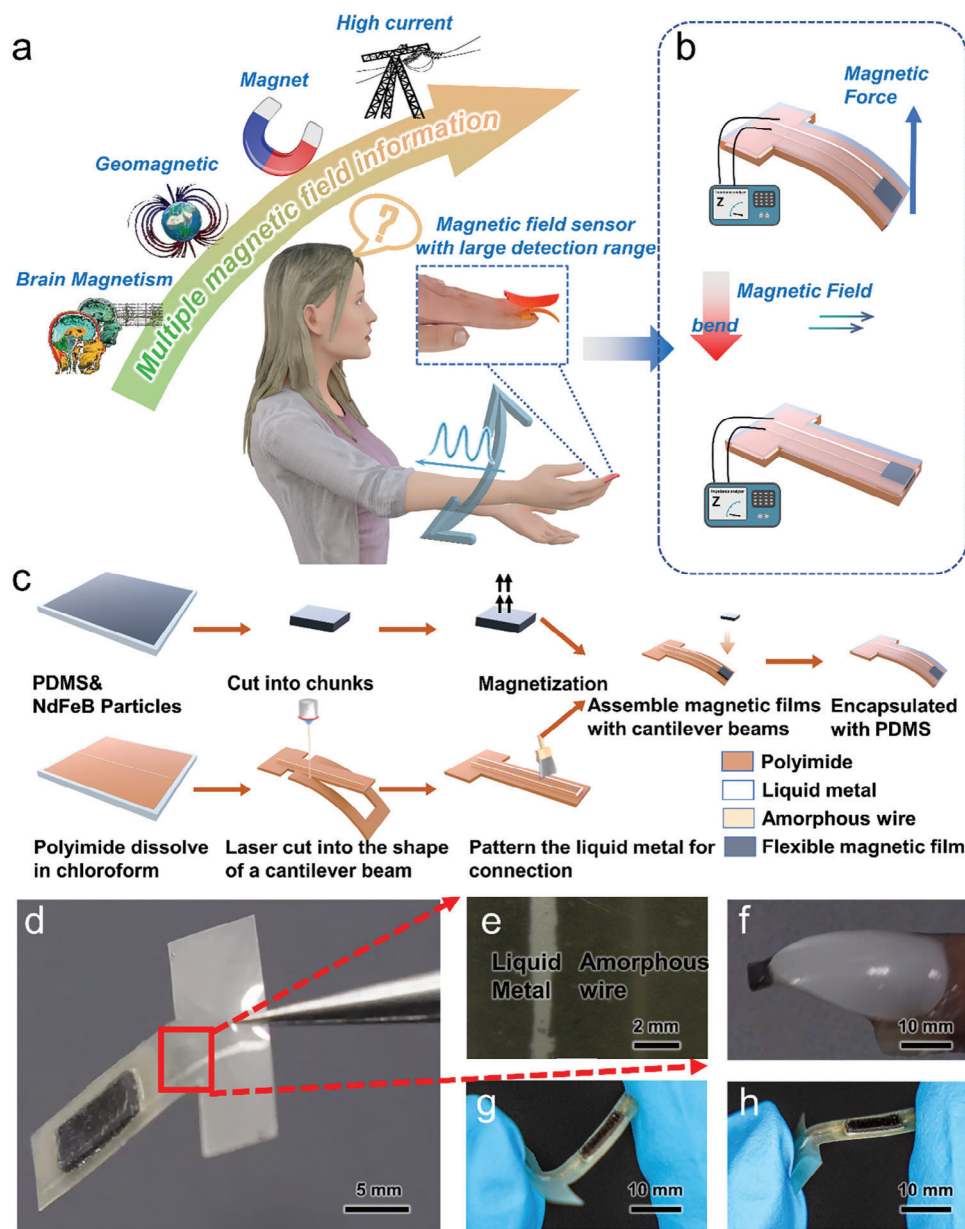 a
High current
Magnet
Geomagnetic
Brain Magnetism
Multiple magnetic field information
?
Magnetic field sensor
with large detection range
b
Magnetic
Force
Impedance analyzer
Z
bend
Magnetic Field
Impedance analyzer
Z
c
PDMS&
NdFeB Particles
Cut into chunks
Magnetization
Assemble magnetic films
with cantilever beams
Encapsulated
with PDMS
Polyimide dissolve
in chloroform
Laser cut into the shape
of a cantilever beam
Pattern the liquid metal for
connection
Polyimide
Liquid metal
Amorphous wire
Flexible magnetic film
d
5 mm
e
Liquid
Metal
Amorphous
wire
2 mm
f
10 mm
g
10 mm
h
10 mm